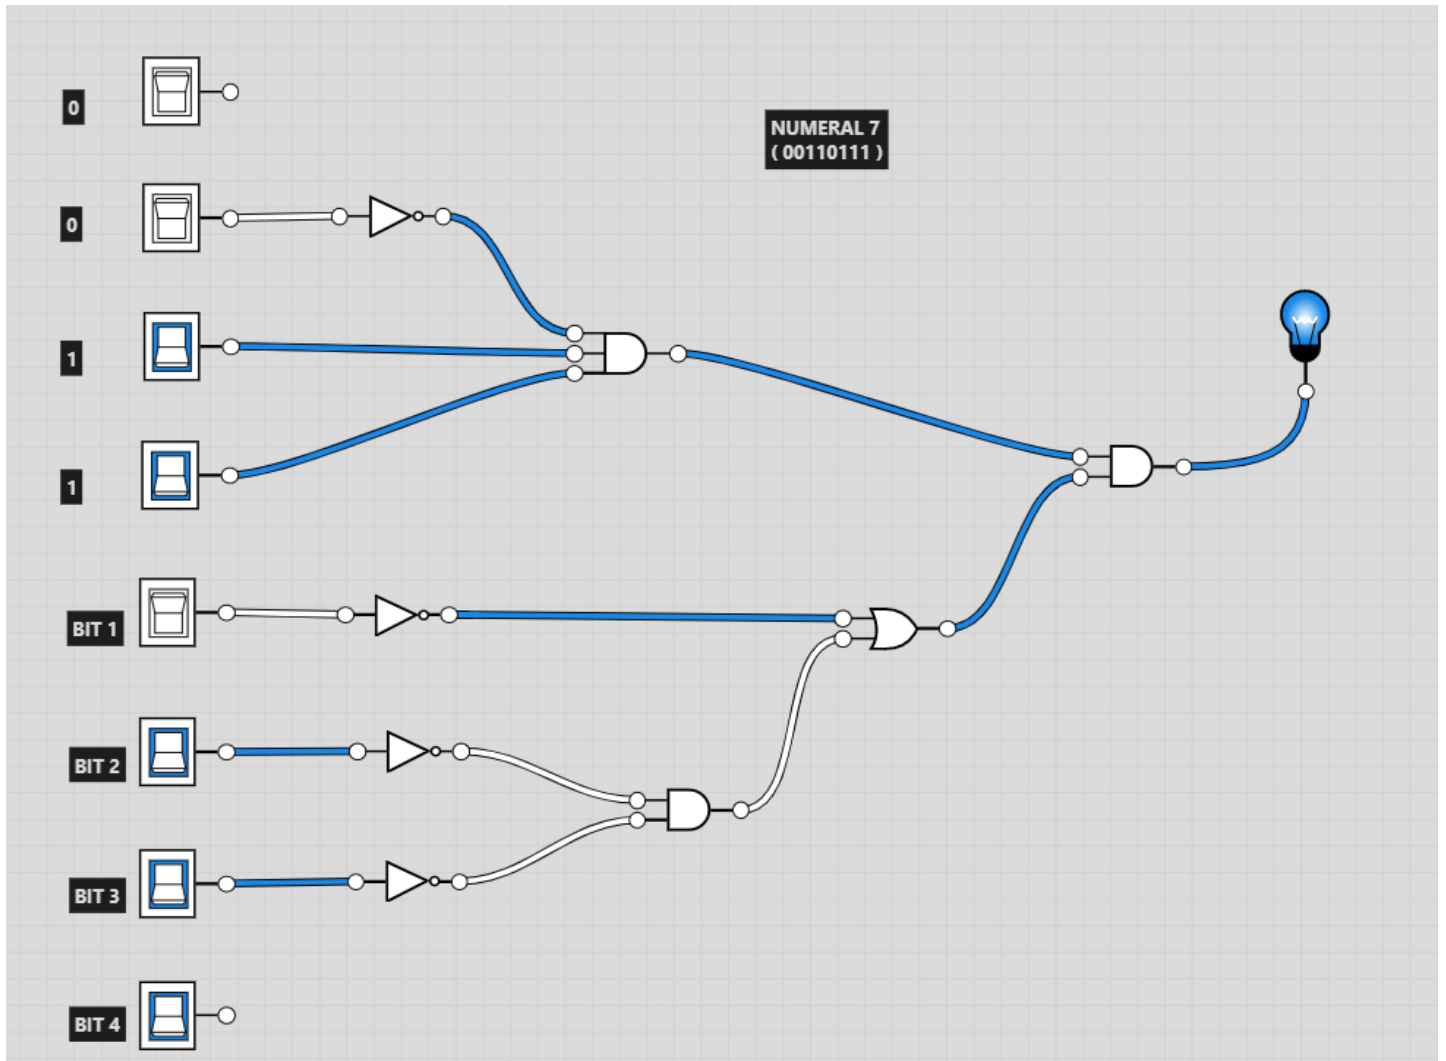 0
NUMERAL 7
( 00110111 )
0
1
1
BIT 1
BIT 2
BIT 3
BIT 4